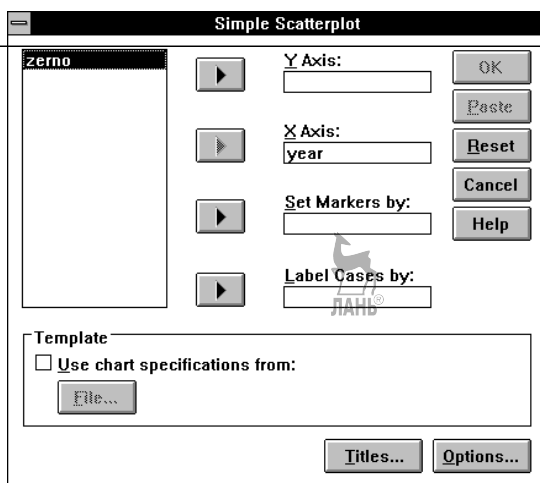 Simple Scatterplot
zerno
Y Axis:
OK
Paste
X Axis:
year
Reset
Cancel
Set Markers by:
Help
Label Cases by:
ЛАНЬ®
Template
Use chart specifications from:
File...
Titles...
Options...